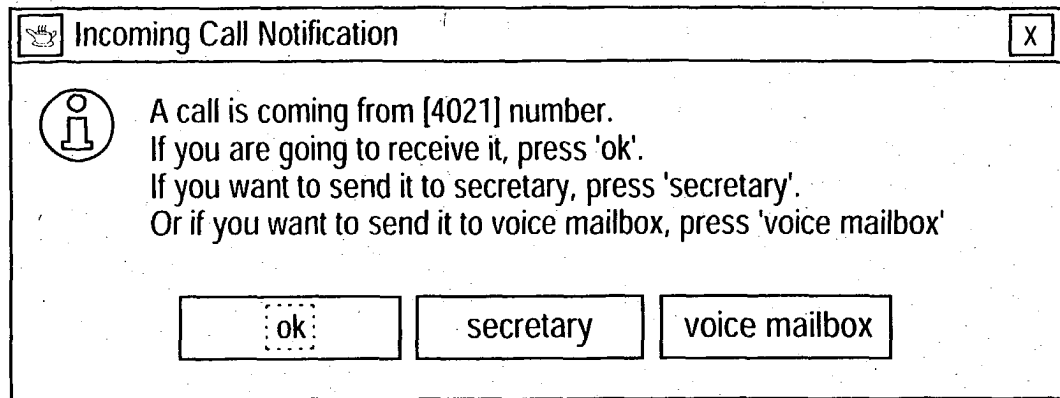 Incoming Call Notification X
A call is coming from [4021] number.
If you are going to receive it, press 'ok'.
If you want to send it to secretary, press 'secretary'.
Or if you want to send it to voice mailbox, press 'voice mailbox'
ok secretary voice mailbox